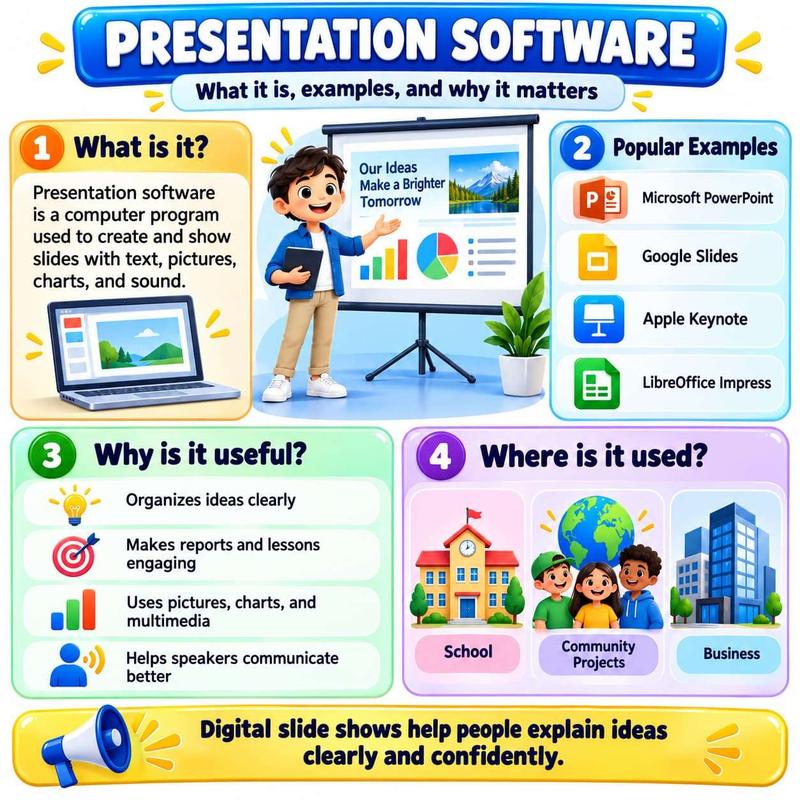 PRESENTATION SOFTWARE
What it is, examples, and why it matters
1 What is it?
Presentation software
is a computer program
used to create and show
slides with text, pictures,
charts, and sound.
Our Ideas
Make a Brighter
Tomorrow
2 Popular Examples
P
Microsoft PowerPoint
Google Slides
Apple Keynote
LibreOffice Impress
3 Why is it useful?
Organizes ideas clearly
Makes reports and lessons
engaging
Uses pictures, charts, and
multimedia
Helps speakers communicate
better
4 Where is it used?
School
Community
Projects
Business
Digital slide shows help people explain ideas
clearly and confidently.